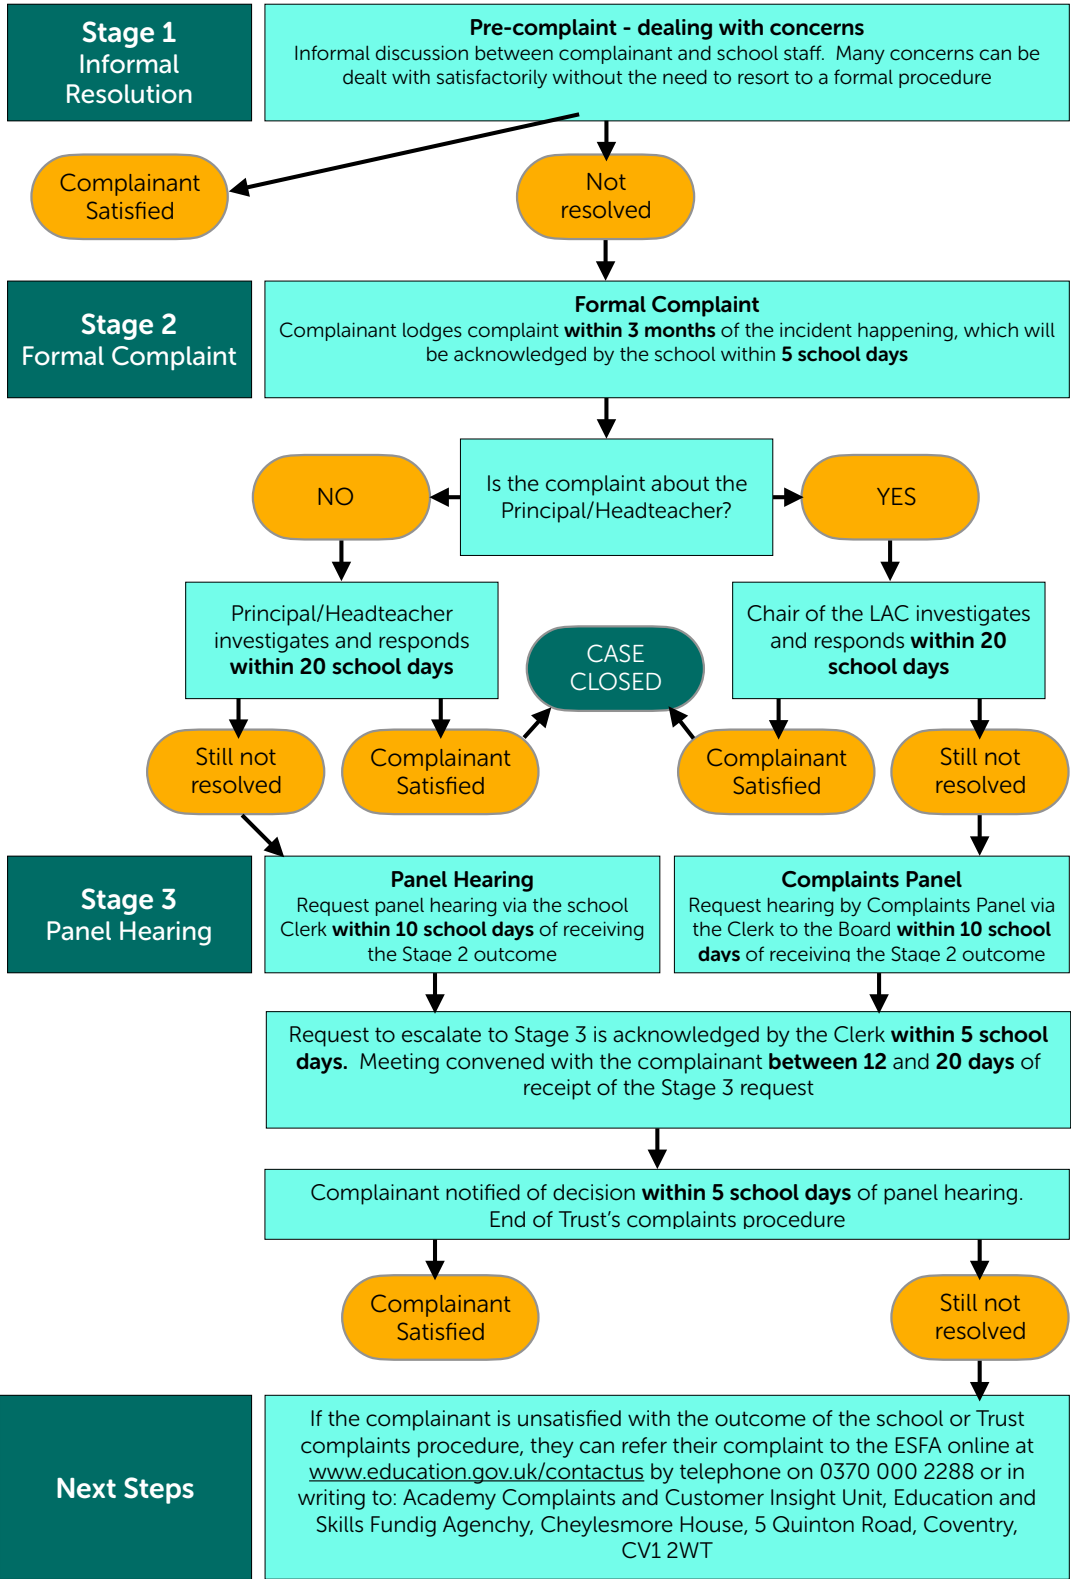 Stage 1
Informal
Resolution
Pre-complaint - dealing with concerns
Informal discussion between complainant and school staff.  Many concerns can be
dealt with satisfactorily without the need to resort to a formal procedure
Complainant
Satisfied
Not
resolved
Stage 2
Formal Complaint
Formal Complaint
Complainant lodges complaint within 3 months of the incident happening, which will
be acknowledged by the school within 5 school days
Is the complaint about the
Principal/Headteacher?
NO
YES
Principal/Headteacher
investigates and responds
within 20 school days
Chair of the LAC investigates
and responds within 20
school days
CASE
CLOSED
Still not
resolved
Complainant
Satisfied
Complainant
Satisfied
Still not
resolved
Stage 3
Panel Hearing
Panel Hearing
Request panel hearing via the school
Clerk within 10 school days of receiving
the Stage 2 outcome
Complaints Panel
Request hearing by Complaints Panel via
the Clerk to the Board within 10 school
days of receiving the Stage 2 outcome
Request to escalate to Stage 3 is acknowledged by the Clerk within 5 school
days.  Meeting convened with the complainant between 12 and 20 days of
receipt of the Stage 3 request
Complainant notified of decision within 5 school days of panel hearing.
End of Trust's complaints procedure
Complainant
Satisfied
Still not
resolved
Next Steps
If the complainant is unsatisfied with the outcome of the school or Trust
complaints procedure, they can refer their complaint to the ESFA online at
www.education.gov.uk/contactus by telephone on 0370 000 2288 or in
writing to: Academy Complaints and Customer Insight Unit, Education and
Skills Fundig Agenchy, Cheylesmore House, 5 Quinton Road, Coventry,
CV1 2WT